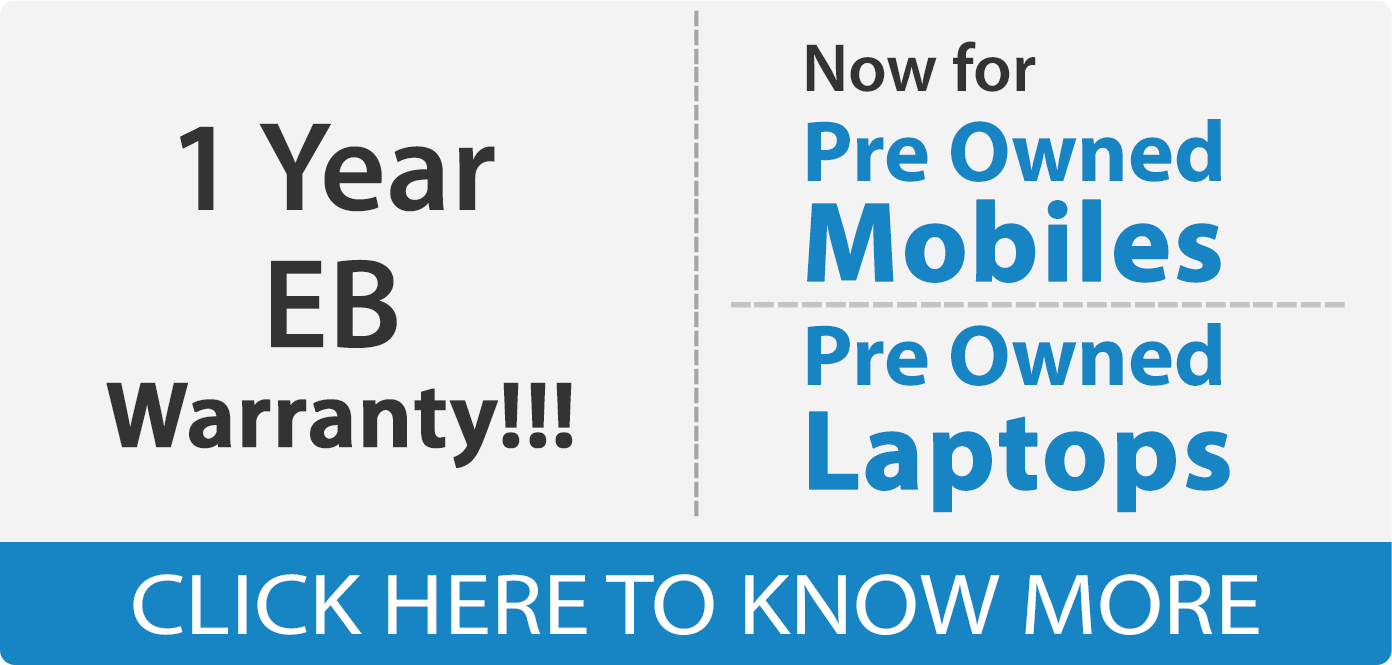 1 Year
EB
Warranty!!!
Now for
Pre Owned
Mobiles
Pre Owned
Laptops
CLICK HERE TO KNOW MORE